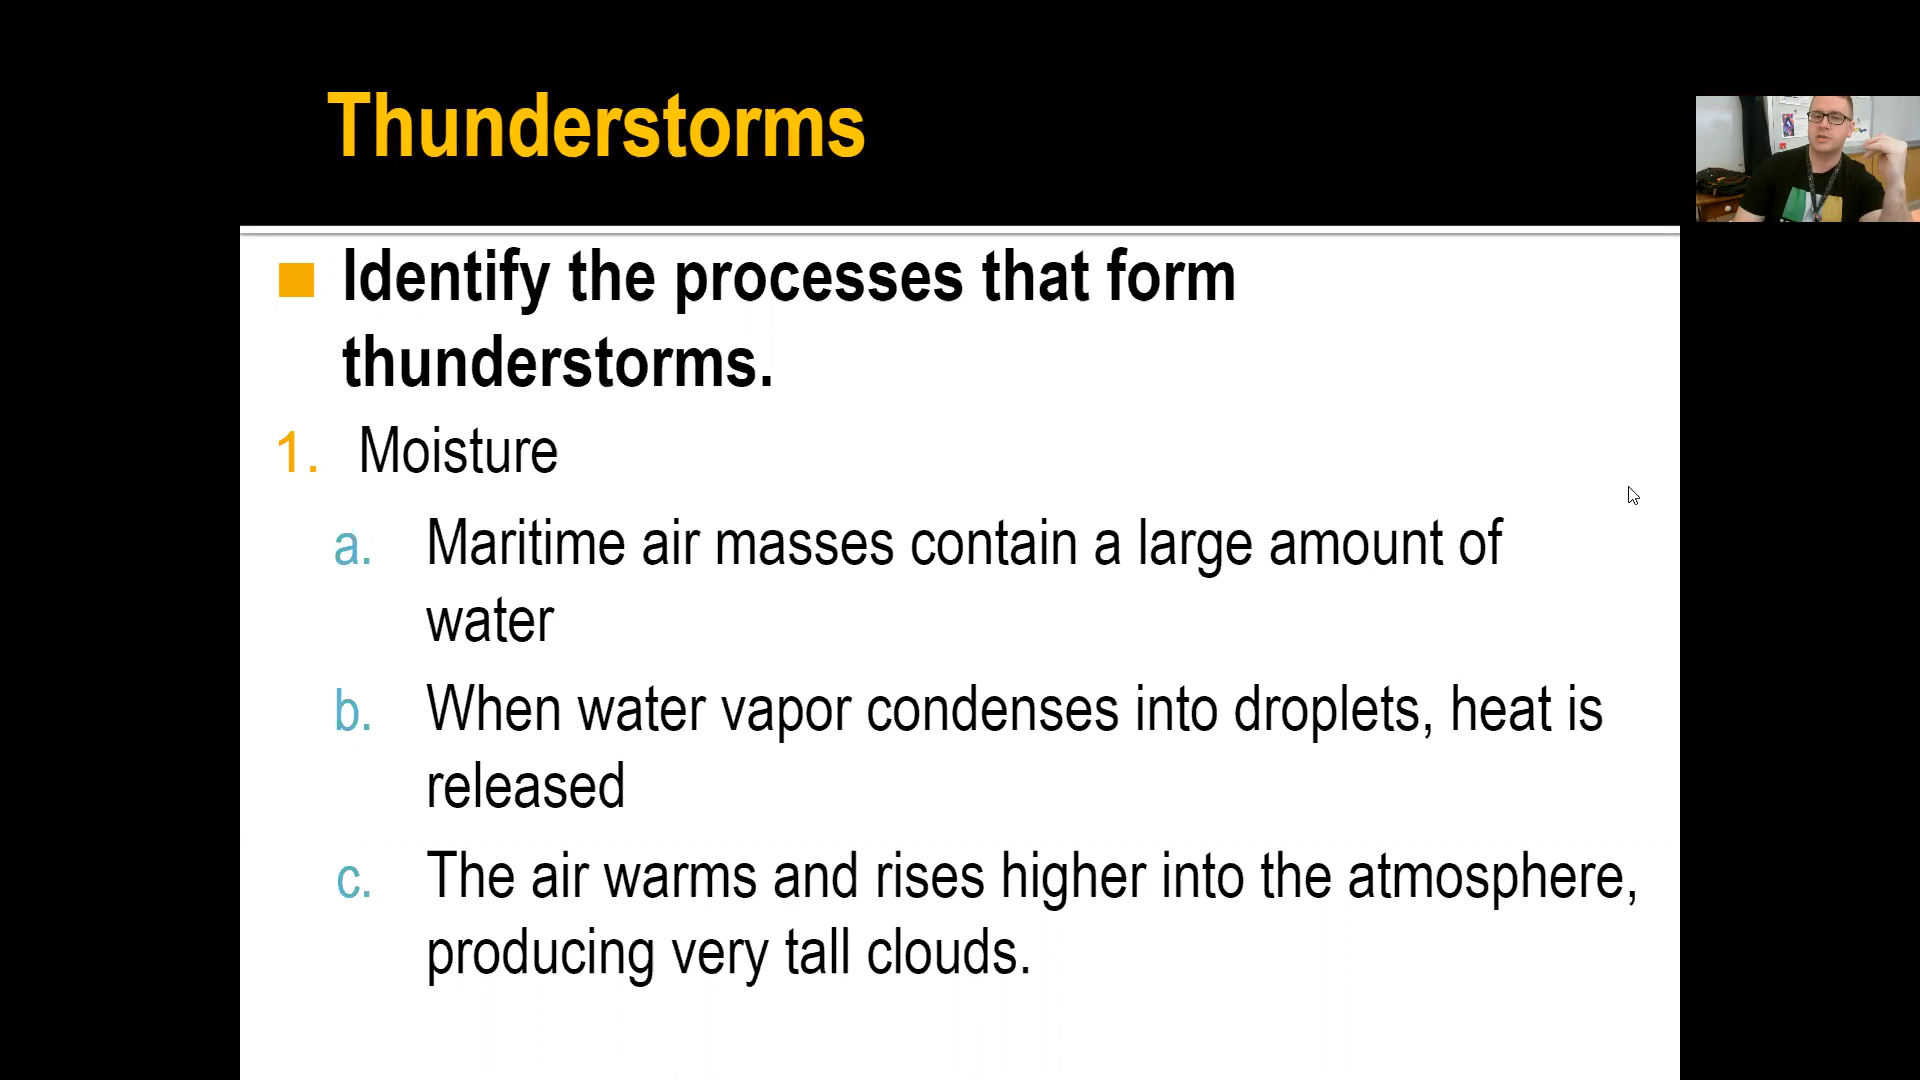 Thunderstorms
Identify the processes that form
thunderstorms.
1. Moisture
a. Maritime air masses contain a large amount of
water
b. When water vapor condenses into droplets, heat is
released
c. The air warms and rises higher into the atmosphere,
producing very tall clouds.